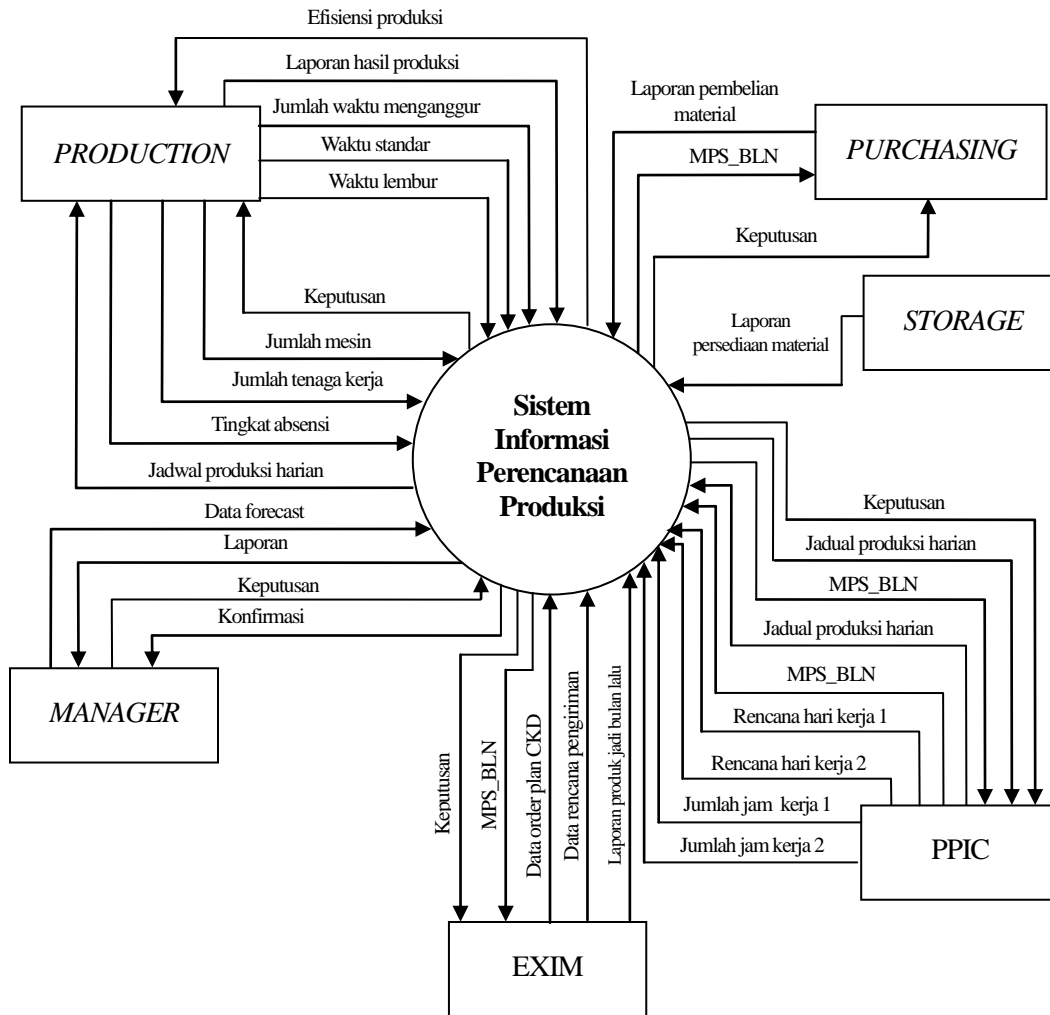 Efisiensi produksi
Laporan hasil produksi
Jumlah waktu menganggur
Waktu standar
Waktu lembur
PRODUCTION
Laporan pembelian
material
MPS_BLN
PURCHASING
Keputusan
STORAGE
Laporan
persediaan material
Keputusan
Jumlah mesin
Jumlah tenaga kerja
Tingkat absensi
Jadwal produksi harian
Sistem
Informasi
Perencanaan
Produksi
Data forecast
Laporan
Keputusan
Konfirmasi
MANAGER
Keputusan
Jadual produksi harian
MPS_BLN
Jadual produksi harian
MPS_BLN
Rencana hari kerja 1
Rencana hari kerja 2
Jumlah jam kerja 1
Jumlah jam kerja 2
PPIC
Keputusan
MPS_BLN
Data order plan CKD
Data rencana pengiriman
Laporan produk jadi bulan lalu
EXIM